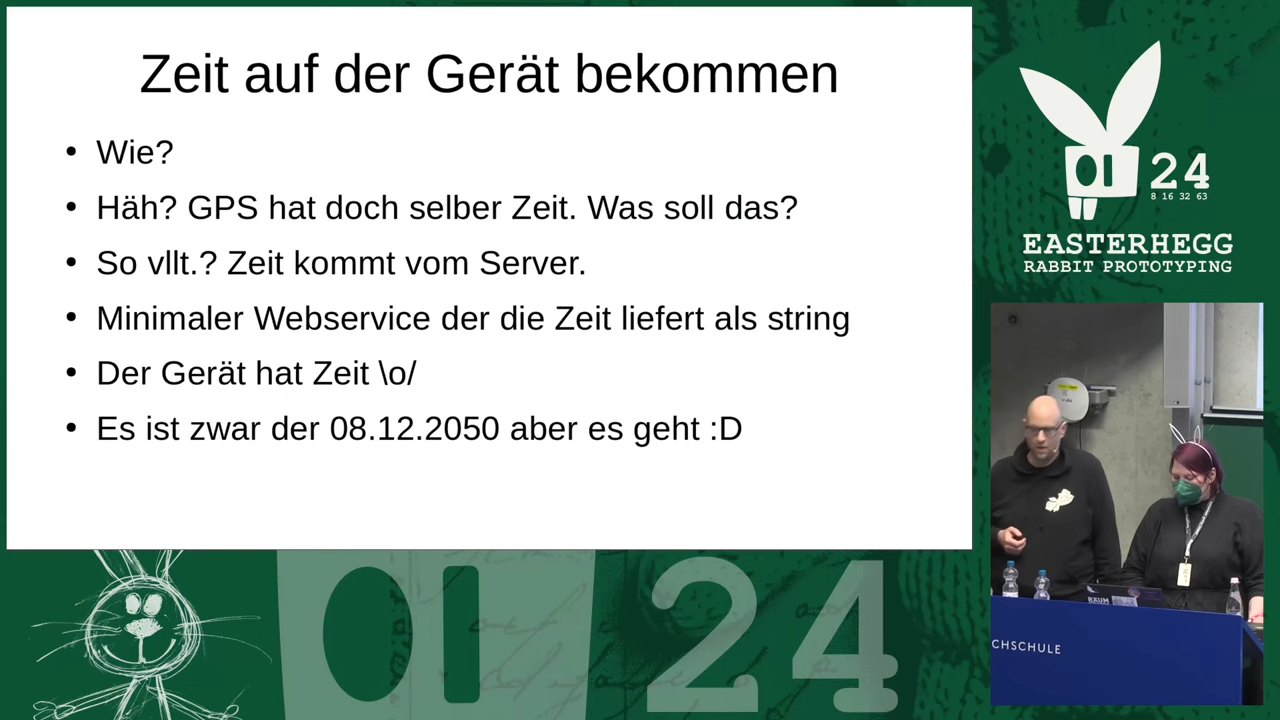 Zeit auf der Gerät bekommen
• Wie?
• Häh? GPS hat doch selber Zeit. Was soll das?
• So vllt.? Zeit kommt vom Server.
• Minimaler Webservice der die Zeit liefert als string
• Der Gerät hat Zeit \o/
• Es ist zwar der 08.12.2050 aber es geht :D
24
8 16 32 63
EASTERHEGG
RABBIT PROTOTYPING
RAUM
CHSCHULE
24